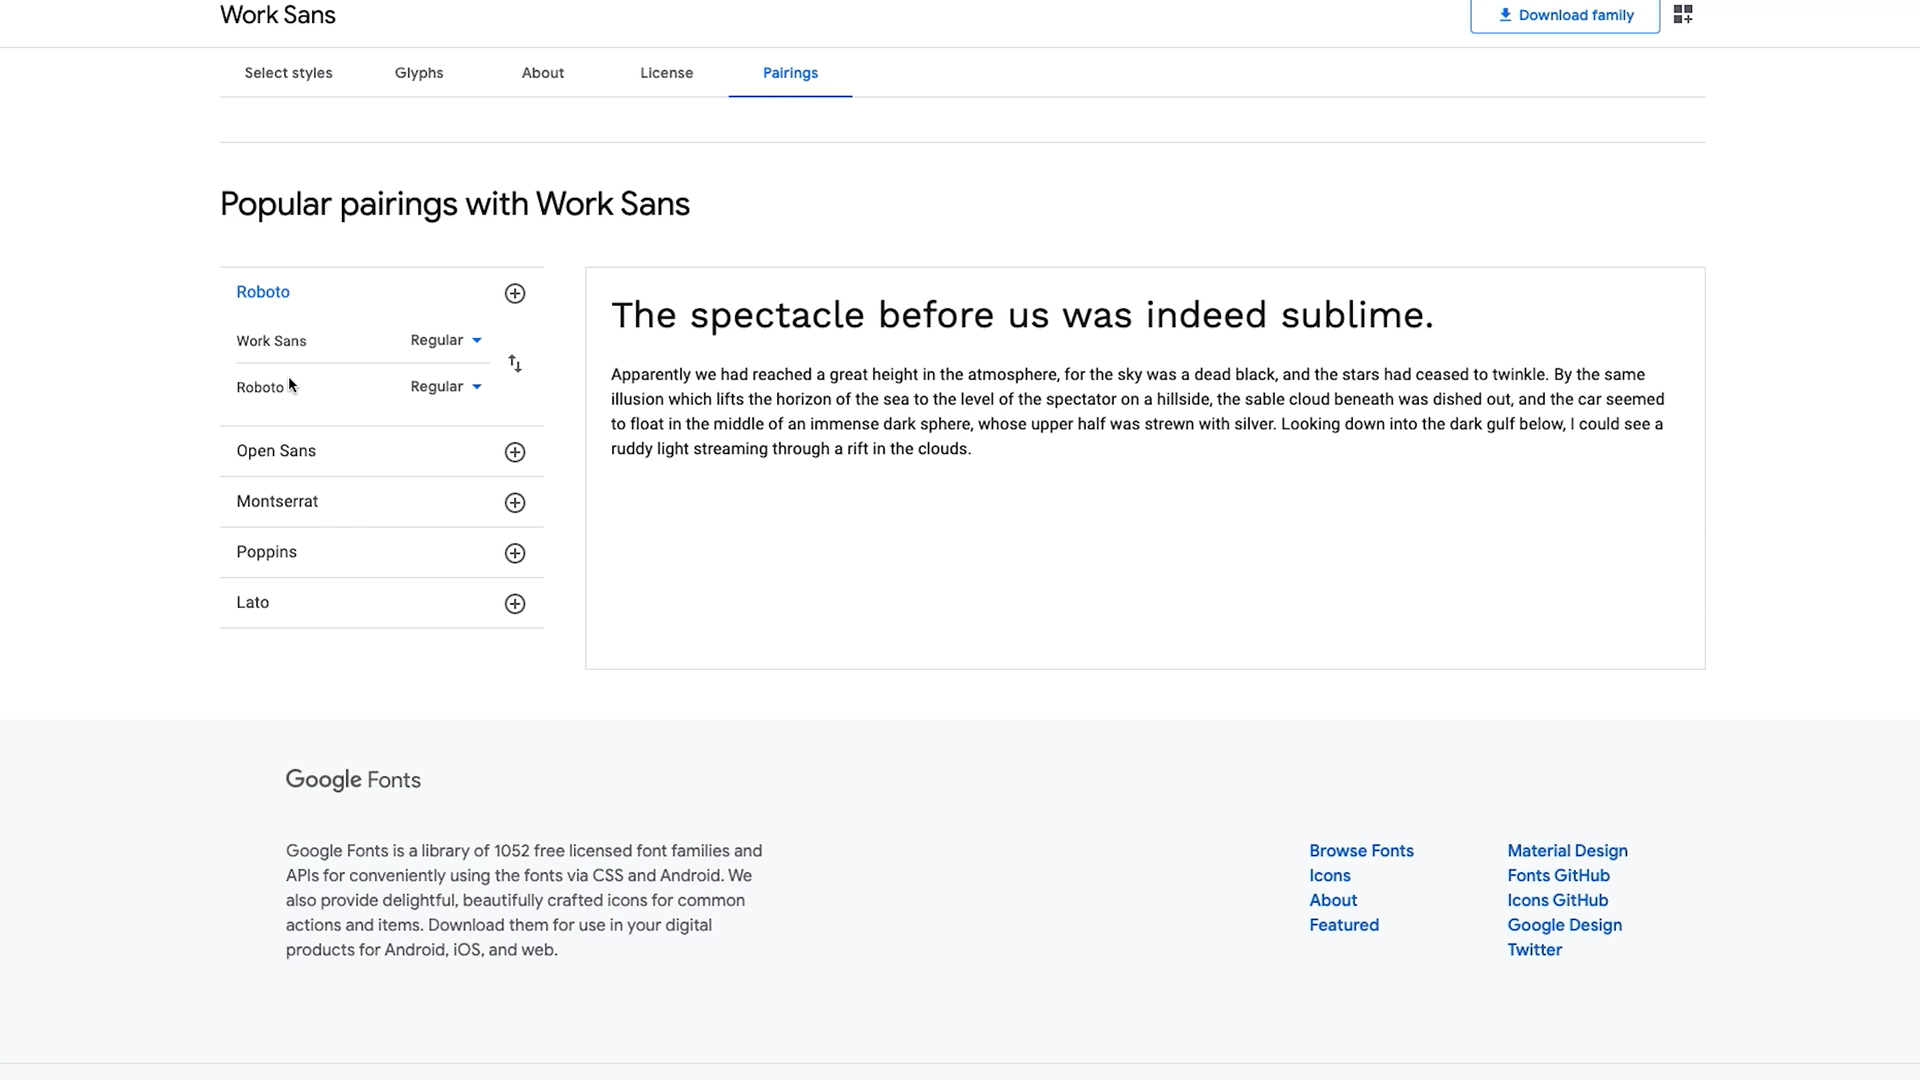 Work Sans
Download family
Select styles
Glyphs
About
License
Pairings
Popular pairings with Work Sans
Roboto
Work Sans
Regular
Roboto
Regular
Open Sans
Montserrat
Poppins
Lato
The spectacle before us was indeed sublime.
Apparently we had reached a great height in the atmosphere, for the sky was a dead black, and the stars had ceased to twinkle. By the same
illusion which lifts the horizon of the sea to the level of the spectator on a hillside, the sable cloud beneath was dished out, and the car seemed
to float in the middle of an immense dark sphere, whose upper half was strewn with silver. Looking down into the dark gulf below, I could see a
ruddy light streaming through a rift in the clouds.
Google Fonts
Google Fonts is a library of 1052 free licensed font families and
APIs for conveniently using the fonts via CSS and Android. We
also provide delightful, beautifully crafted icons for common
actions and items. Download them for use in your digital
products for Android, iOS, and web.
Browse Fonts
Icons
About
Featured
Material Design
Fonts GitHub
Icons GitHub
Google Design
Twitter